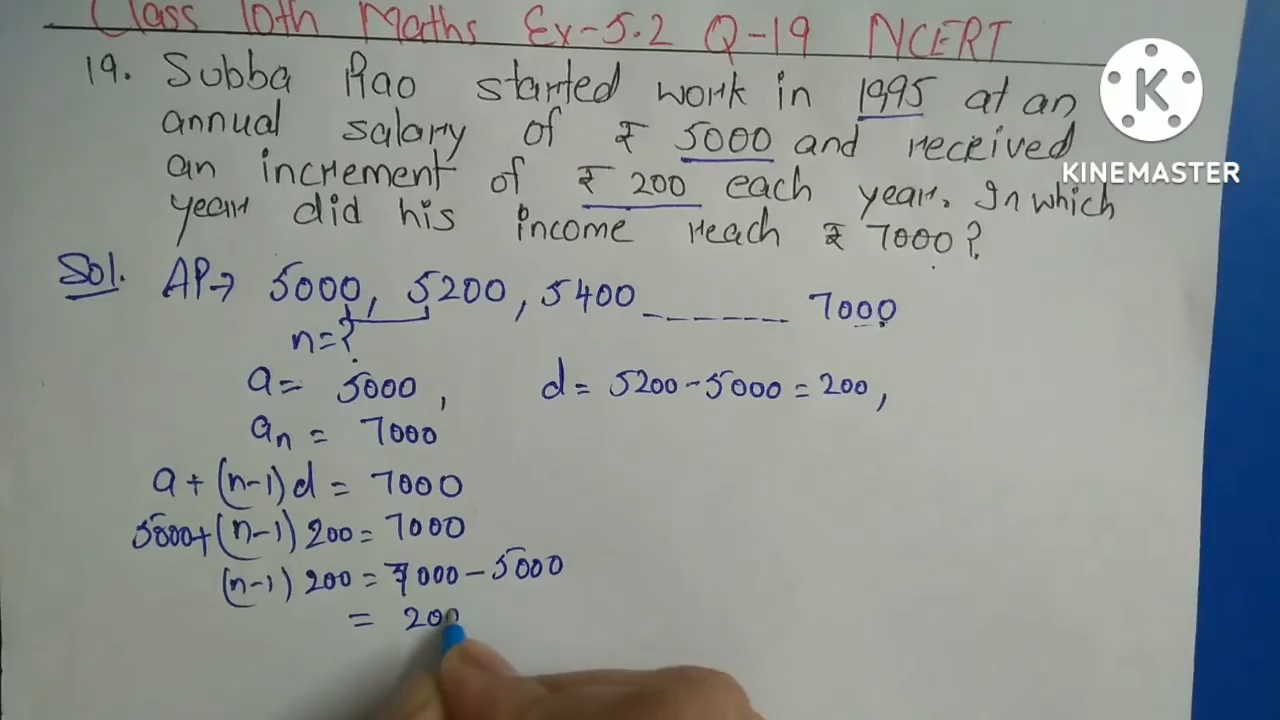 Class 10th Maths Ex-5.2 Q-19 NCERT
19. Subba Rao started work in 1995 at an
annual salary of ₹ 5000 and received
an increment of ₹ 200 each year. In which
year did his income reach ₹ 7000?
K
KINEMASTER
Sol. AP→ 5000, 5200, 5400 ------- 7000
n=?
a= 5000, d= 5200-5000=200,
an = 7000
a+(n-1)d = 7000
5000+(n-1) 200= 7000
(n-1) 200 = 7000-5000
= 200